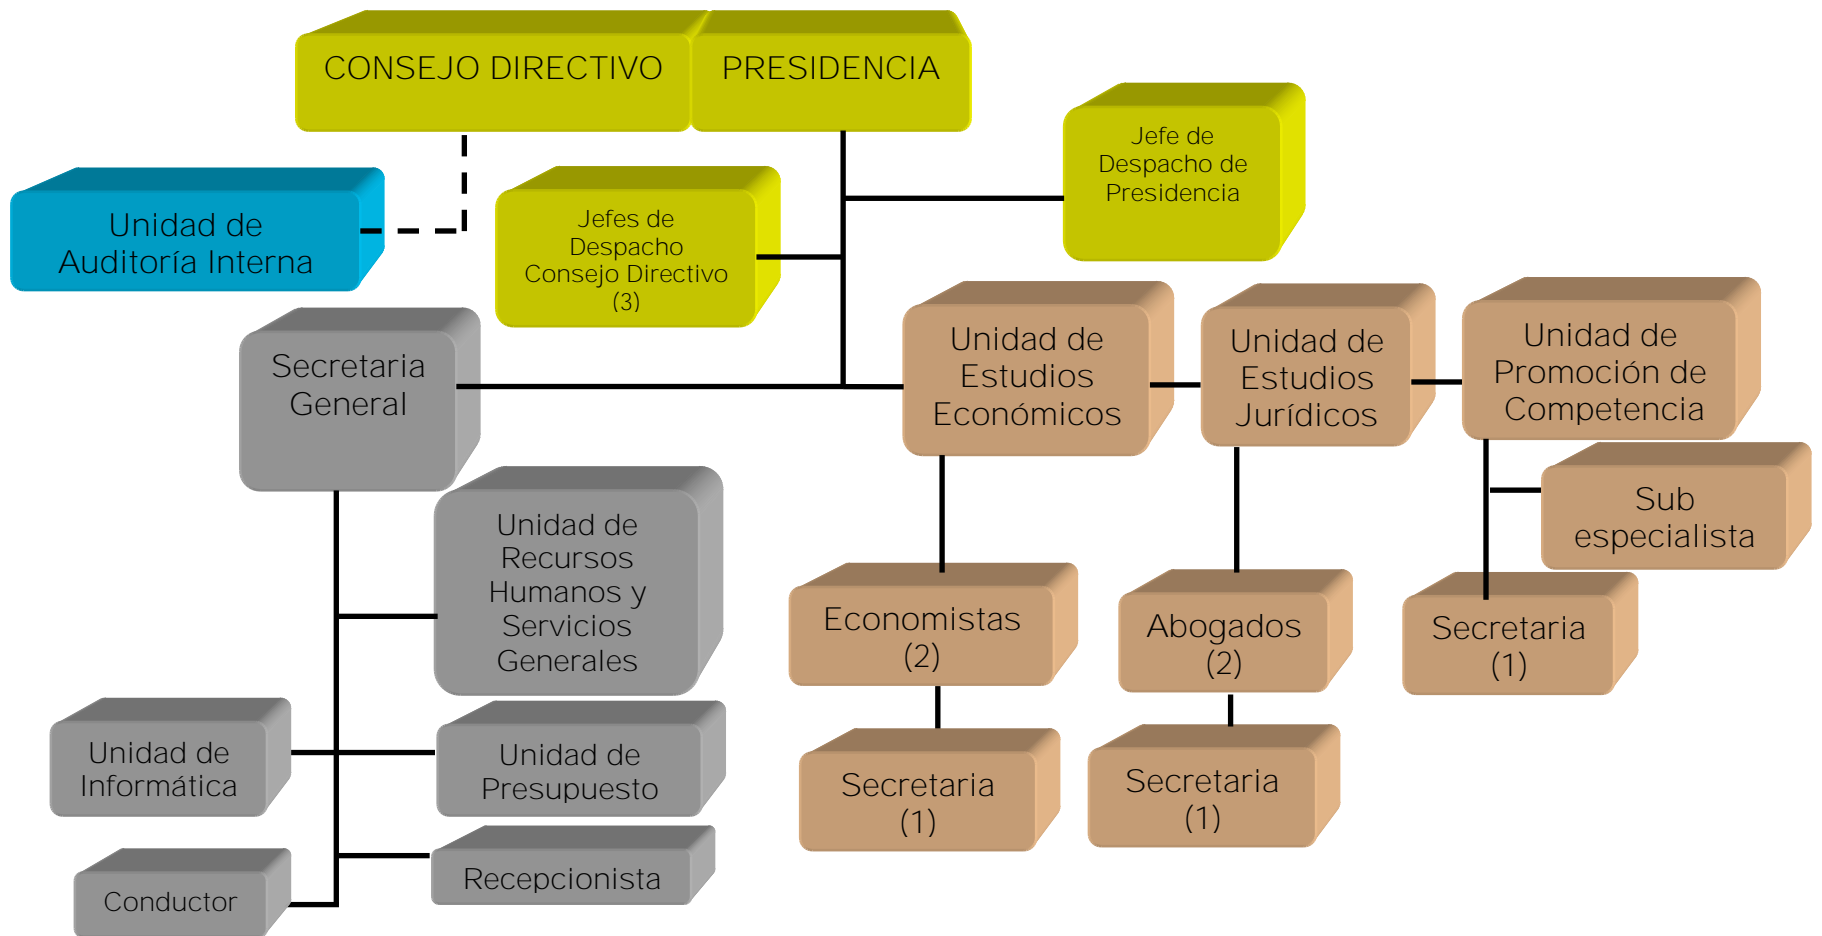 CONSEJO DIRECTIVO
PRESIDENCIA
Jefe de
Despacho de
Presidencia
Unidad de
Auditoría Interna
Jefes de
Despacho
Consejo Directivo
(3)
Secretaria
General
Unidad de
Estudios
Económicos
Unidad de
Estudios
Jurídicos
Unidad de
Promoción de
Competencia
Sub
especialista
Unidad de
Recursos
Humanos y
Servicios
Generales
Economistas
(2)
Abogados
(2)
Secretaria
(1)
Unidad de
Informática
Unidad de
Presupuesto
Secretaria
(1)
Secretaria
(1)
Conductor
Recepcionista